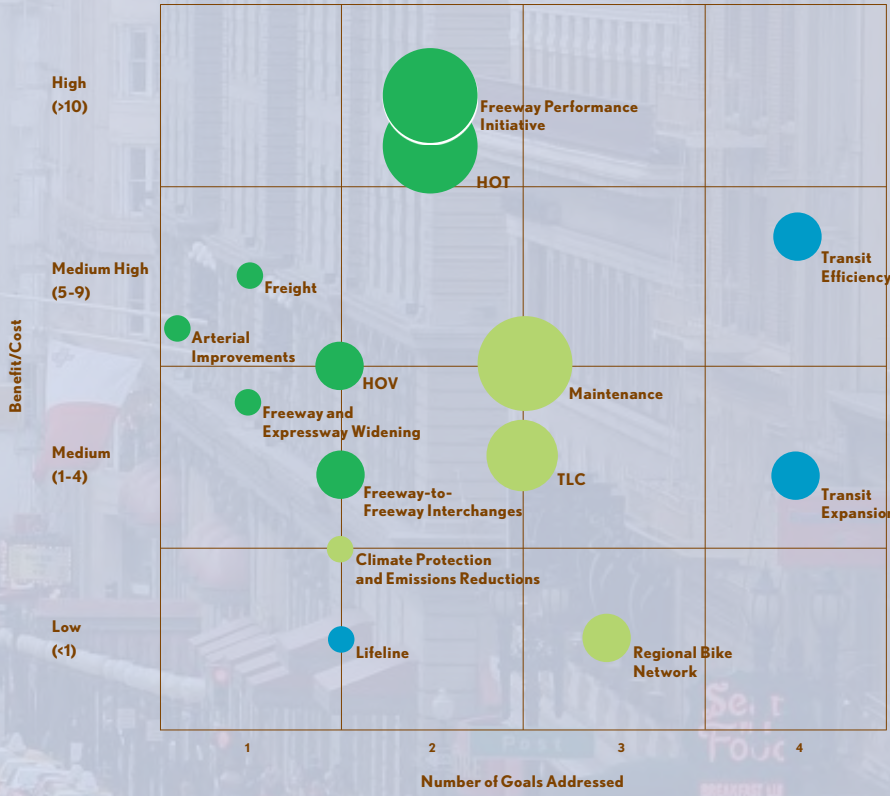 High
(>10)
Freeway Performance
Initiative
HOT
Medium High
(5-9)
Transit
Efficiency
Freight
Arterial
Improvements
HOV
Maintenance
Freeway and
Expressway Widening
Medium
(1-4)
TLC
Freeway-to-
Freeway Interchanges
Transit
Expansion
Climate Protection
and Emissions Reductions
Low
(<1)
Lifeline
Regional Bike
Network
Benefit/Cost
1
2
3
4
Number of Goals Addressed
Post